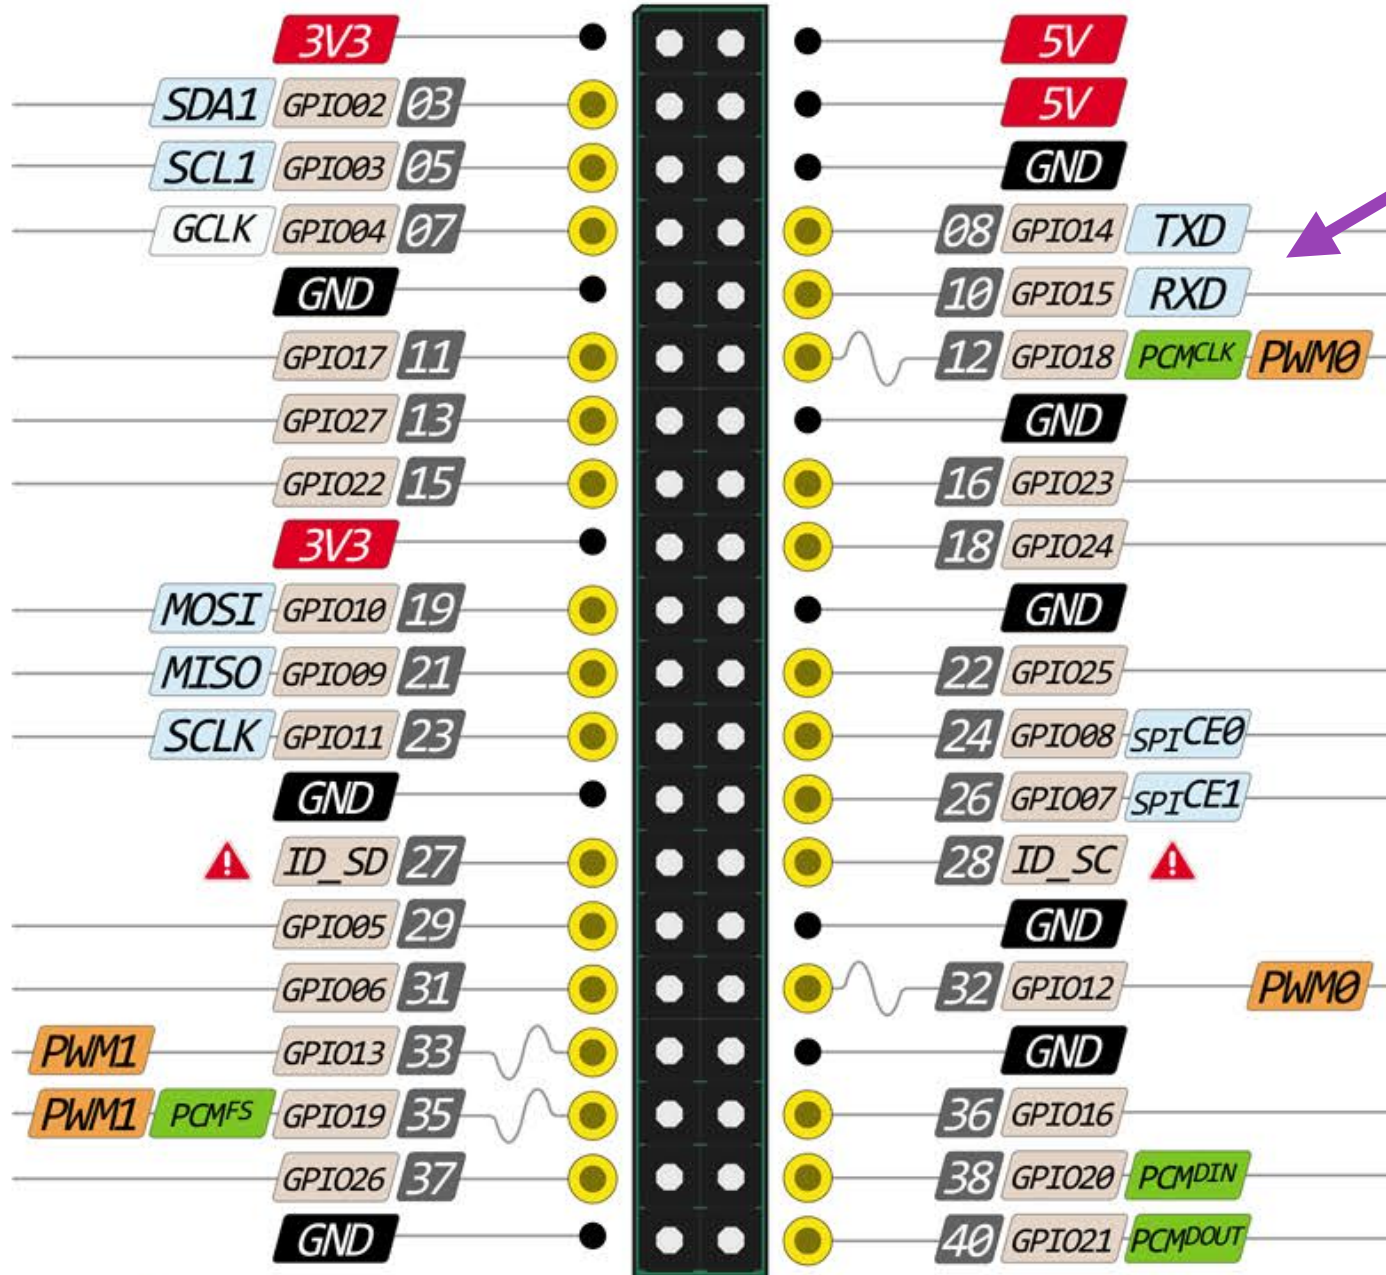 3V3 5V
SDA1 GPIO02 03 5V
SCL1 GPIO03 05 GND
GCLK GPIO04 07 08 GPIO14 TXD
GND 10 GPIO15 RXD
GPIO17 11 12 GPIO18 PCMCLK PWM0
GPIO27 13 GND
GPIO22 15 16 GPIO23
3V3 18 GPIO24
MOSI GPIO10 19 GND
MISO GPIO09 21 22 GPIO25
SCLK GPIO11 23 24 GPIO08 SPICE0
GND 26 GPIO07 SPICE1
ID_SD 27 28 ID_SC
GPIO05 29 GND
GPIO06 31 32 GPIO12 PWM0
PWM1 GPIO13 33 GND
PWM1 PCMFS GPIO19 35 36 GPIO16
GPIO26 37 38 GPIO20 PCMDIN
GND 40 GPIO21 PCMDOUT